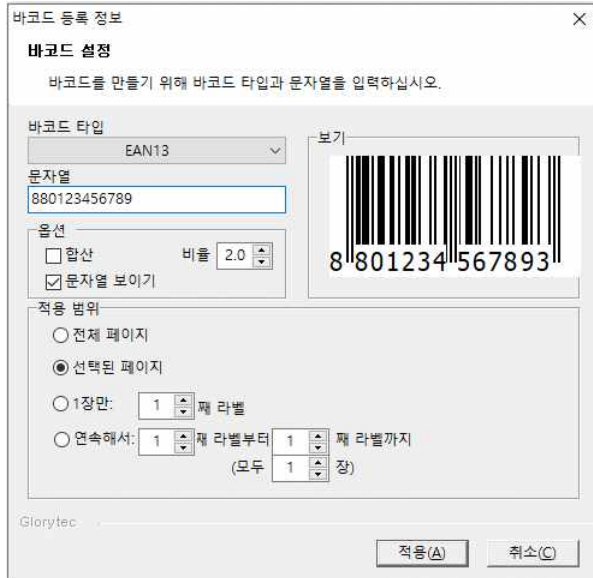 바코드 등록 정보
바코드 설정
바코드를 만들기 위해 바코드 타입과 문자열을 입력하십시오.
바코드 타입
EAN13
문자열
880123456789
옵션
합산 비율 2.0
문자열 보이기
보기
8 801234 567893
적용 범위
전체 페이지
선택된 페이지
1장만: 1 째 라벨
연속해서: 1 재 라벨부터 1 째 라벨까지
(모두 1 장)
Glorytec
적용(A) 취소(C)